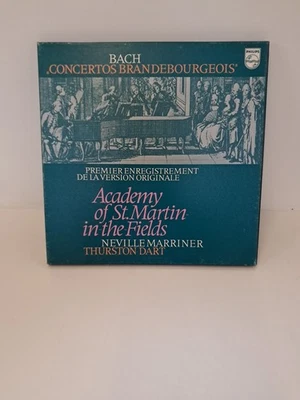 BACH
‚CONCERTOS BRANDEBOURGEOIS'
PHILIPS
PREMIER ENREGISTREMENT
DE LA VERSION ORIGINALE
Academy
of St. Martin
in the Fields
NEVILLE MARRINER
THURSTON DART